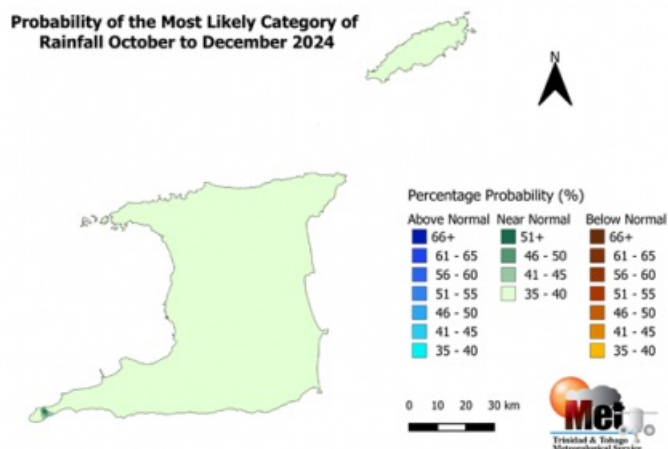 Probability of the Most Likely Category of
Rainfall October to December 2024
N
Percentage Probability (%)
Above Normal Near Normal Below Normal
66+ 51+ 66+
61 - 65 46 - 50 61 - 65
56 - 60 41 - 45 56 - 60
51 - 55 35 - 40 51 - 55
46 - 50 46 - 50
41 - 45 41 - 45
35 - 40 35 - 40
0 10 20 30 km
Met
Trinidad & Tobago
Meteorological Service